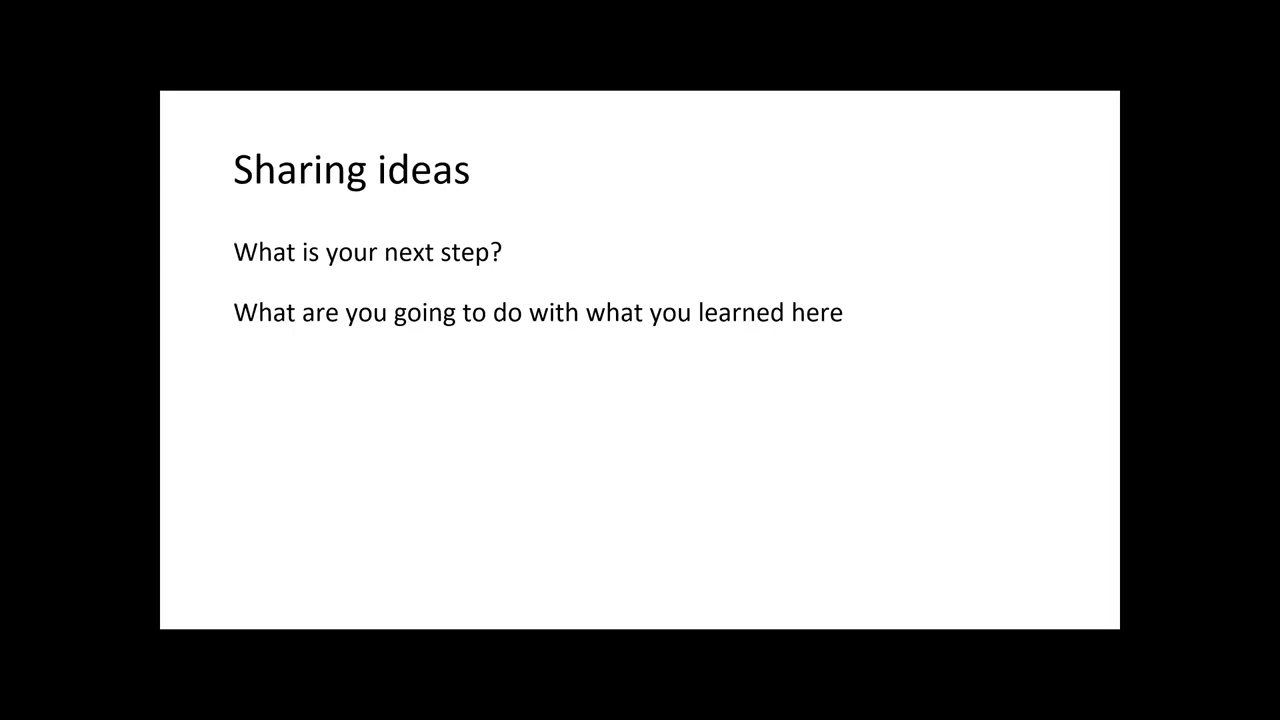 Sharing ideas
What is your next step?
What are you going to do with what you learned here